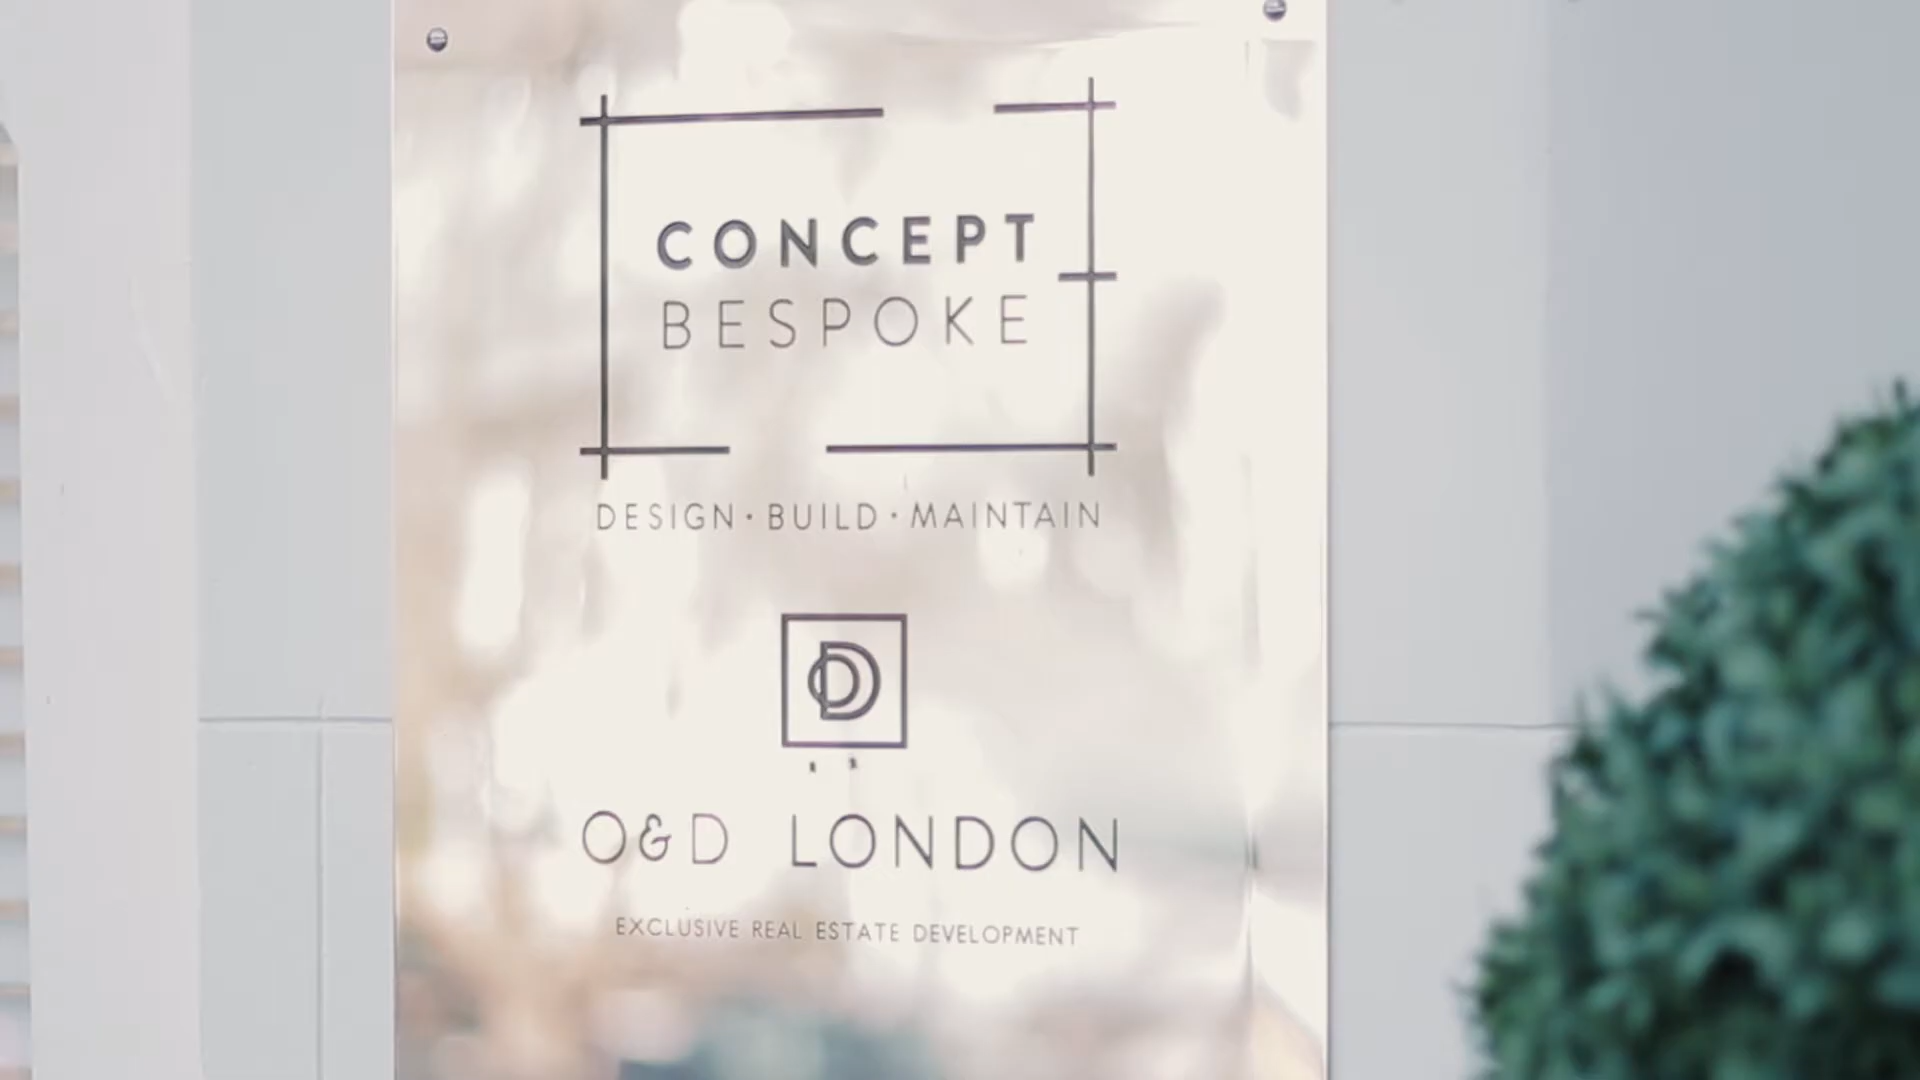 CONCEPT
BESPOKE
DESIGN·BUILD·MAINTAIN
O&D LONDON
EXCLUSIVE REAL ESTATE DEVELOPMENT